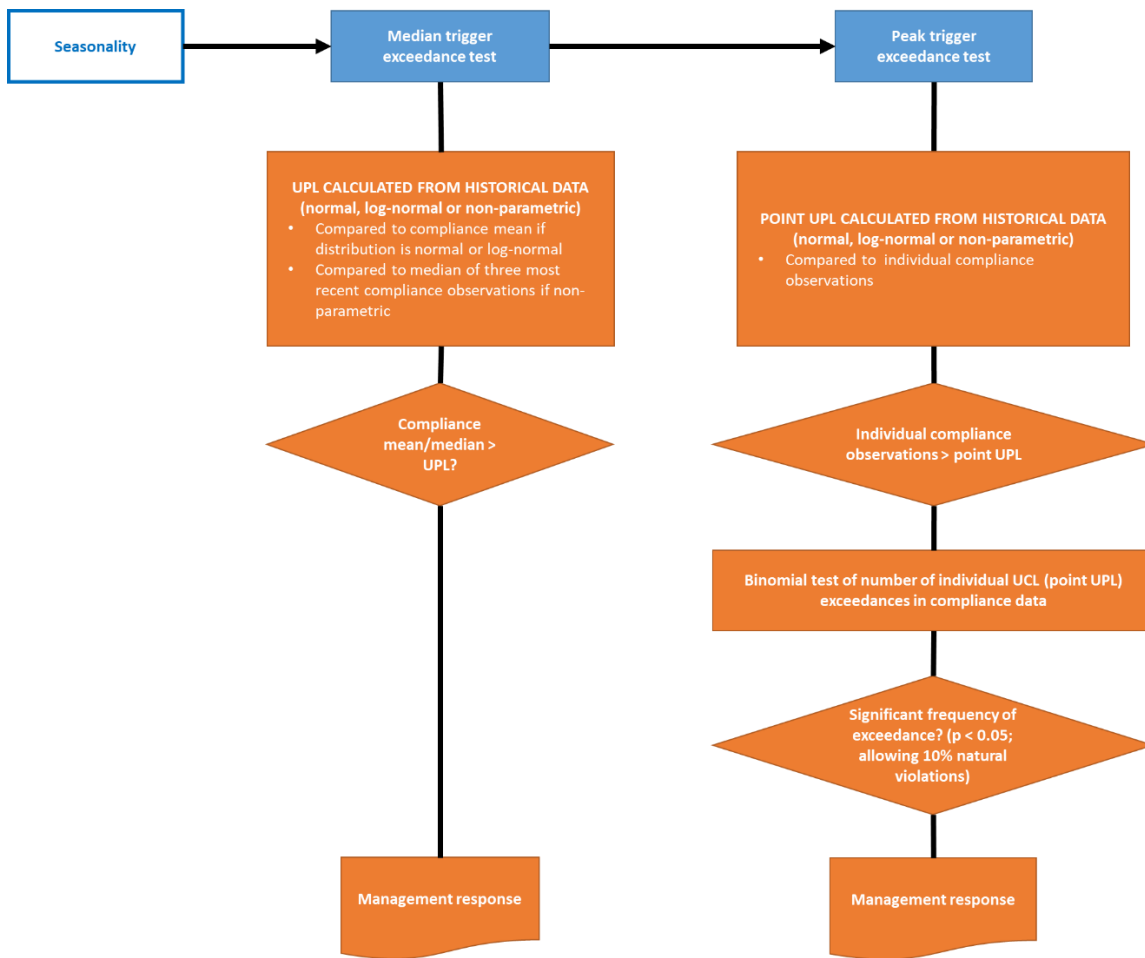 Seasonality
Median trigger
exceedance test
Peak trigger
exceedance test
UPL CALCULATED FROM HISTORICAL DATA
(normal, log-normal or non-parametric)
• Compared to compliance mean if
distribution is normal or log-normal
• Compared to median of three most
recent compliance observations if non-
parametric
POINT UPL CALCULATED FROM HISTORICAL DATA
(normal, log-normal or non-parametric)
• Compared to individual compliance
observations
Compliance
mean/median >
UPL?
Individual compliance
observations > point UPL
Binomial test of number of individual UCL (point UPL)
exceedances in compliance data
Significant frequency of
exceedance? (p < 0.05;
allowing 10% natural
violations)
Management response
Management response